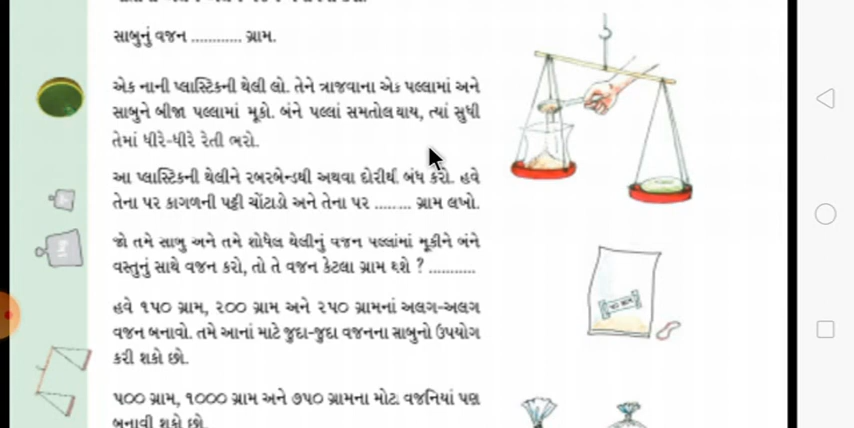 સાબુનું વજન ............ ગ્રામ.
એક નાની પ્લાસ્ટિકની થેલી લો. તેને ત્રાજવાના એક પલ્લામાં અને
સાબુને બીજા પલ્લામાં મૂકો. બંને પલ્લાં સમતોલ થાય, ત્યાં સુધી
તેમાં ધીરે-ધીરે રેતી ભરો.
આ પ્લાસ્ટિકની થેલીને રબરબેન્ડથી અથવા દોરીથી બંધ કરો. હવે
તેના પર કાગળની પટ્ટી ચોંટાડો અને તેના પર ......... ગ્રામ લખો.
જો તમે સાબુ અને તમે શોધેલ થેલીનું વજન પલ્લાંમાં મૂકીને બંને
વસ્તુનું સાથે વજન કરો, તો તે વજન કેટલા ગ્રામ થશે ? ...........
હવે ૧૫૦ ગ્રામ, ૨૦૦ ગ્રામ અને ૨૫૦ ગ્રામનાં અલગ-અલગ
વજન બનાવો. તમે આનાં માટે જુદા-જુદા વજનના સાબુનો ઉપયોગ
કરી શકો છો.
૫૦૦ ગ્રામ, ૧૦૦૦ ગ્રામ અને ૭૫૦ ગ્રામના મોટા વજનિયાં પણ
બનાવી શકો છો.